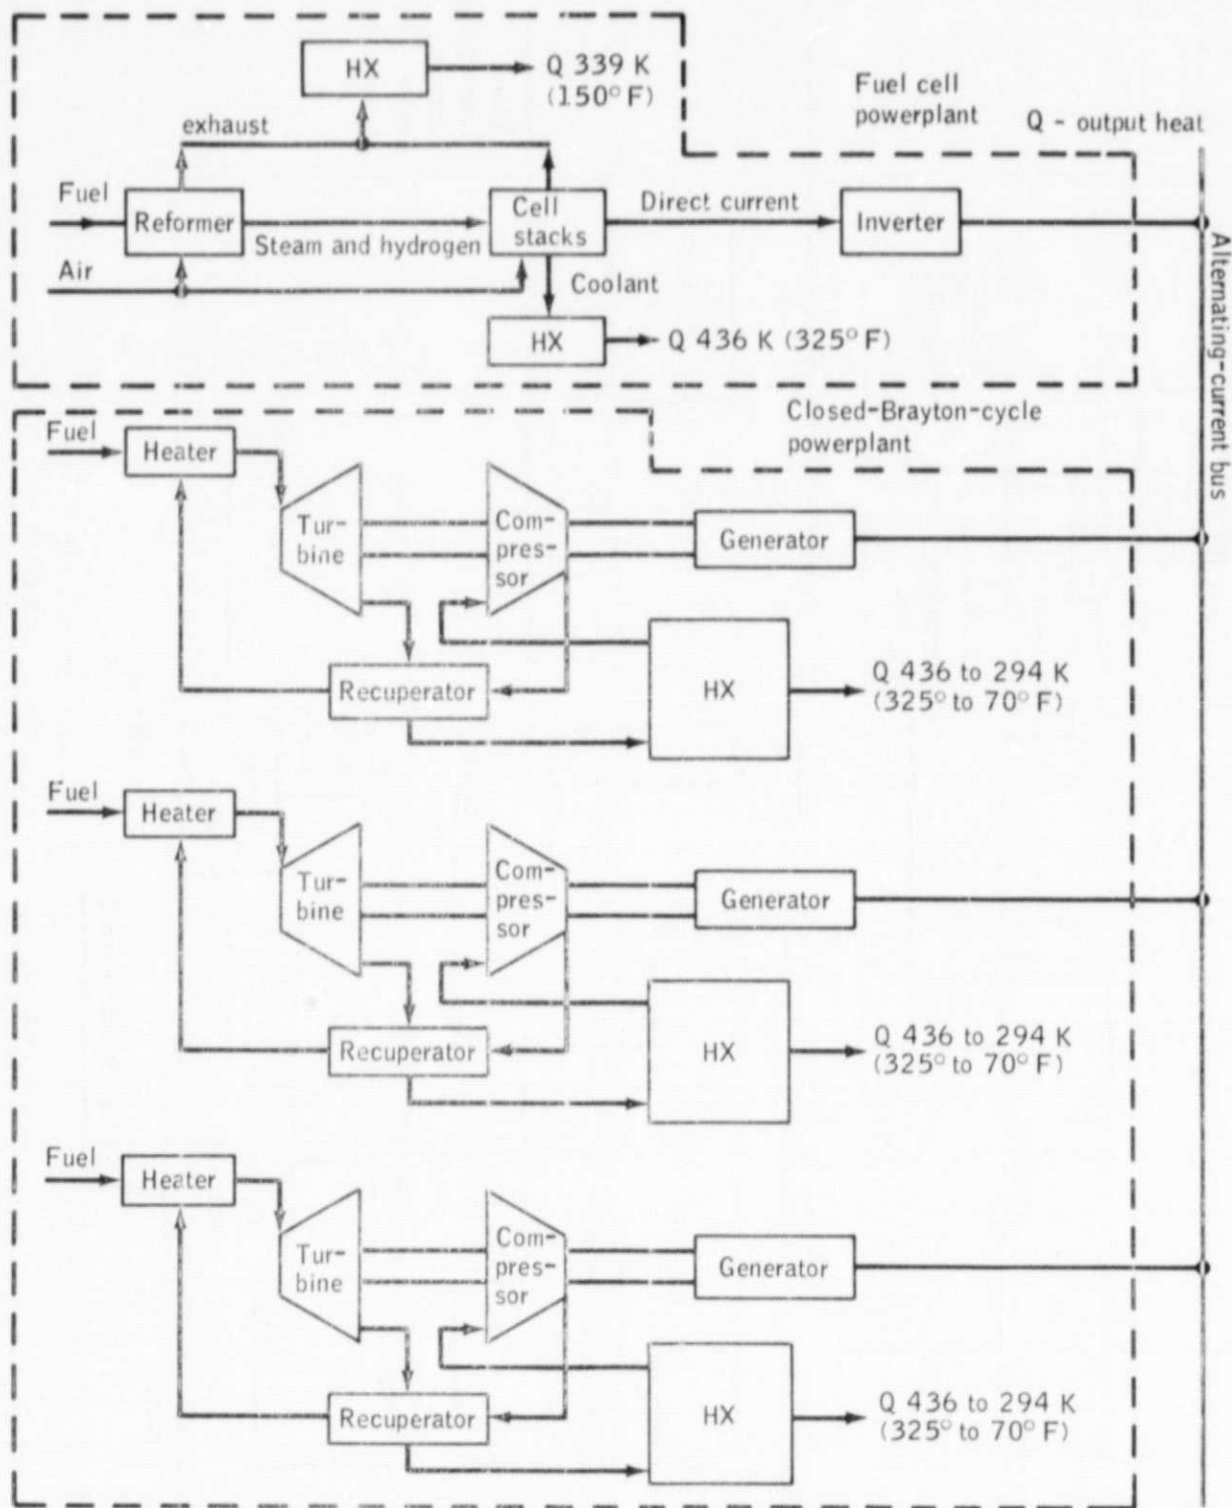 HX
Q 339 K
(150° F)
Fuel cell
powerplant
Q - output heat
exhaust
Fuel
Reformer
Steam and hydrogen
Cell
stacks
Direct current
Inverter
Air
Coolant
HX
Q 436 K (325° F)
Alternating-current bus
Closed-Brayton-cycle
powerplant
Fuel
Heater
Tur-
bine
Com-
pres-
sor
Generator
Recuperator
HX
Q 436 to 294 K
(325° to 70° F)
Fuel
Heater
Tur-
bine
Com-
pres-
sor
Generator
Recuperator
HX
Q 436 to 294 K
(325° to 70° F)
Fuel
Heater
Tur-
bine
Com-
pres-
sor
Generator
Recuperator
HX
Q 436 to 294 K
(325° to 70° F)